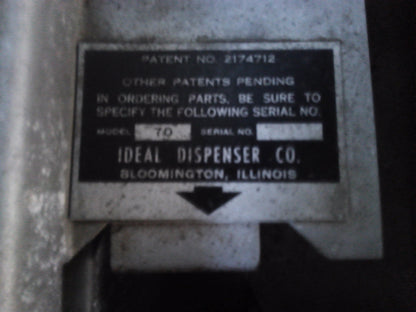 PATENT NO. 2174712
OTHER PATENTS PENDING
IN ORDERING PARTS, BE SURE TO
SPECIFY THE FOLLOWING SERIAL NO.
MODEL 70 SERIAL NO.
IDEAL DISPENSER CO.
BLOOMINGTON, ILLINOIS